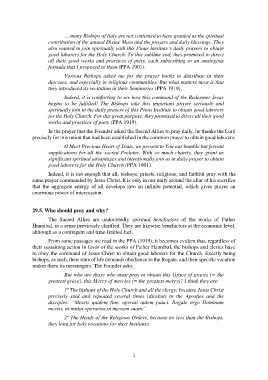 ... many Bishops of Italy are not contented to have granted us the spiritual
contribution of the annual Divine Mass and the prayers and daily blessings. They
also wanted to join spiritually with this Pious Institute's daily prayers to obtain
good laborers for the Holy Church. To this sublime end, they promised to direct
all their good works and practices of piety, each subscribing to an analogous
formula that I proposed to them (PPA 1901).
Various Bishops asked me for the prayer books to distribute in their
dioceses, and especially to religious communities. But what matters most is that
they introduced its recitation in their Seminaries (PPA 1919).
Indeed, it is comforting to see how this command of the Redeemer Jesus
begins to be fulfilled! The Bishops take this important prayer seriously and
spiritually join in the daily prayers of this Pious Institute to obtain good laborers
for the Holy Church. For this great purpose, they promised to direct all their good
works and practices of piety (PPA 1919).
In the prayer that the Founder asked the Sacred Allies to pray daily, he thanks the Lord
precisely for this union that had been established in the common prayer to obtain good laborers:
O Most Precious Heart of Jesus, we present to You our humble but fervent
supplications for all the sacred Prelates. With so much charity, they grant us
significant spiritual advantages and intentionally join us in daily prayer to obtain
good laborers for the Holy Church (PPA 1901).
Indeed, it is not enough that all, bishops, priests, religious, and faithful pray with the
same prayer commanded by Jesus Christ. It is only in our unity around the altar of his sacrifice
that the aggregate energy of all develops into an infinite potential, which gives prayer an
enormous power of intercession.
29.5. Who should pray and why?
The Sacred Allies are undoubtedly spiritual benefactors of the works of Father
Hannibal, in a sense previously clarified. They are likewise benefactors at the economic level,
although as a contingent and time-limited fact.
From some passages we read in the PPA (1919), it becomes evident that, regardless of
their sustaining action in favor of the works of Father Hannibal, the bishops and clerics have
to obey the command of Jesus Christ to obtain good laborers for the Church. Exactly being
bishops, as such, their state of life demands obedience to the Rogate, and their specific vocation
makes them its messengers. The Founder asks:
But who are those who must pray to obtain this Grace of graces (= the
greatest grace), this Mercy of mercies (= the greatest mercy)? I think they are:
1° The bishops of the Holy Church and all the clergy, because Jesus Christ
precisely said and repeated several times (dicebat) to the Apostles and the
disciples: "Messis quidem fine, operai autem pauci. Rogate ergo Dominum
messis, ut mittat operarios in messem suam."
2° The Heads of the Religious Orders, because no less than the Bishops,
they long for holy vocations for their Institutes,